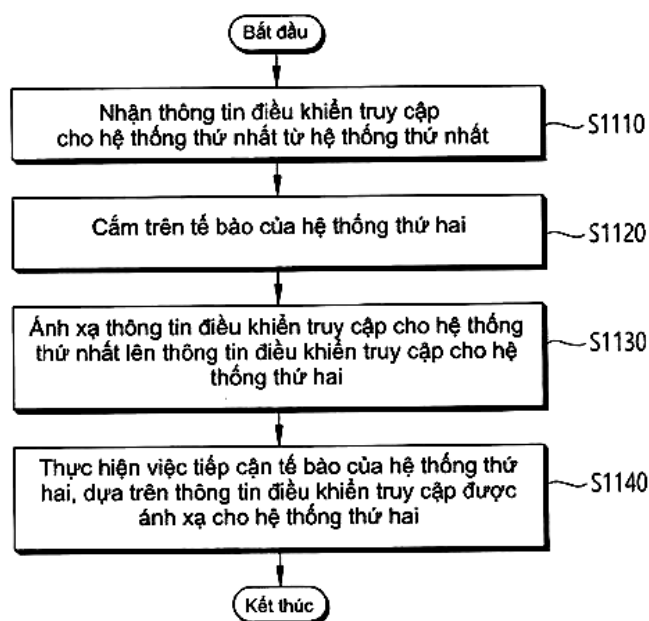 Bắt đầu
Nhận thông tin điều khiển truy cập
cho hệ thống thứ nhất từ hệ thống thứ nhất
S1110
Cắm trên tế bào của hệ thống thứ hai
S1120
Ánh xạ thông tin điều khiển truy cập cho hệ thống
thứ nhất lên thông tin điều khiển truy cập cho hệ
thống thứ hai
S1130
Thực hiện việc tiếp cận tế bào của hệ thống thứ
hai, dựa trên thông tin điều khiển truy cập được
ánh xạ cho hệ thống thứ hai
S1140
Kết thúc